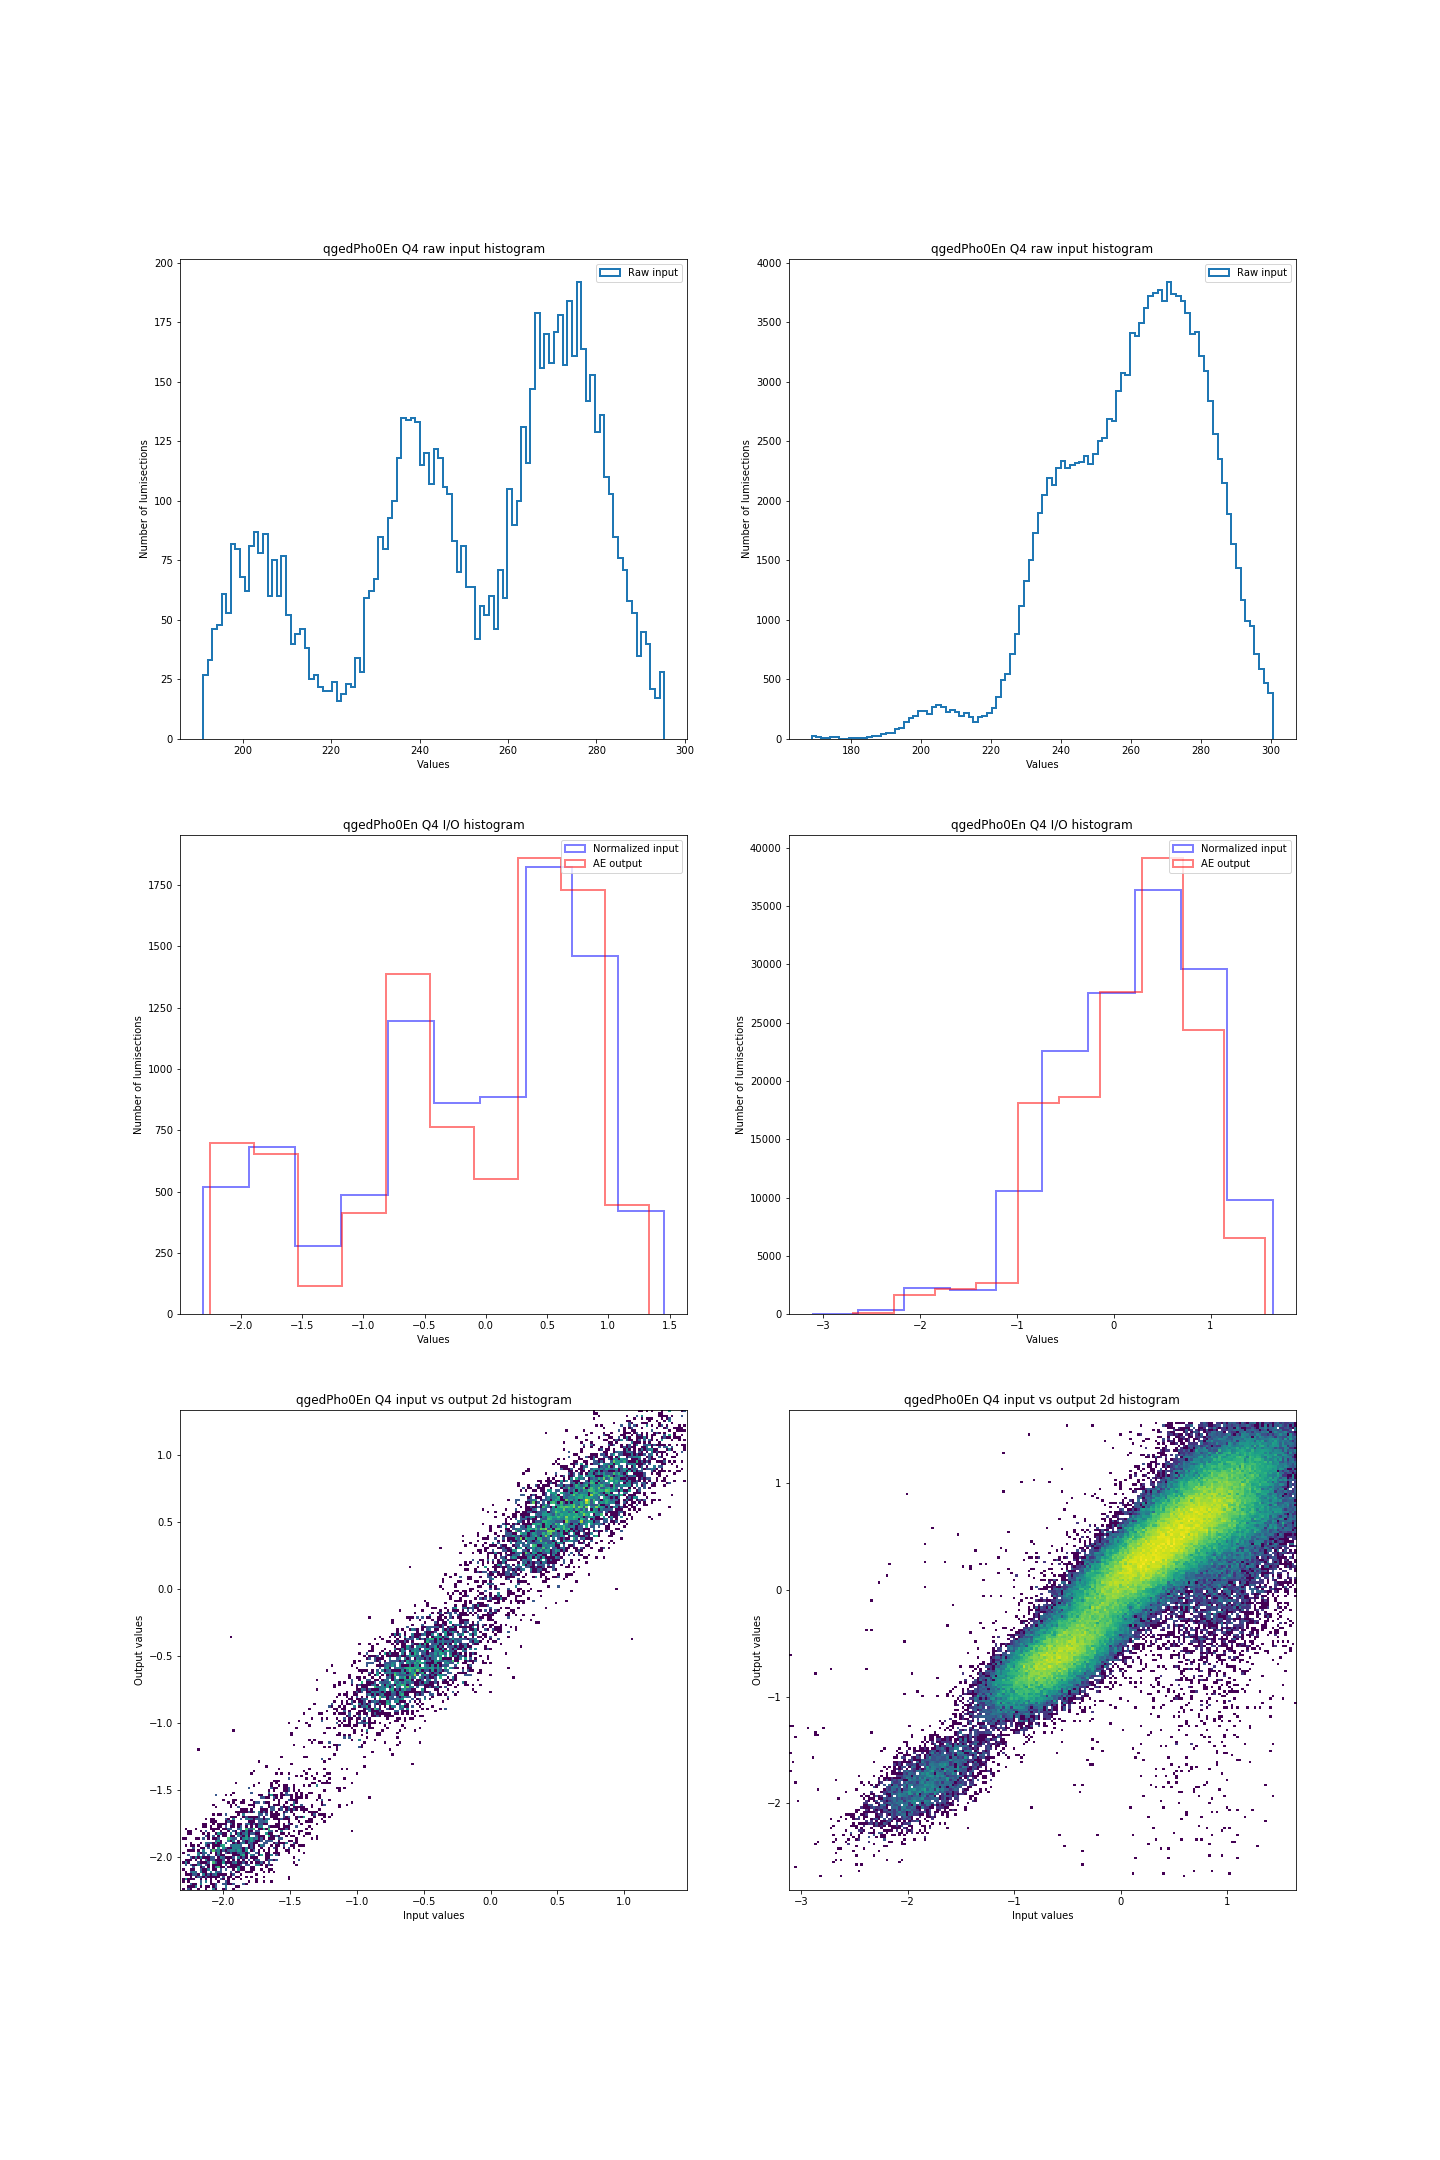 qgedPho0En Q4 raw input histogram
Raw input
Number of lumisections
200
175
150
125
100
75
50
25
0
200 220 240 260 280 300
Values
qgedPho0En Q4 raw input histogram
Raw input
Number of lumisections
4000
3500
3000
2500
2000
1500
1000
500
0
180 200 220 240 260 280 300
Values
qgedPho0En Q4 I/O histogram
Normalized input
AE output
Number of lumisections
1750
1500
1250
1000
750
500
250
0
−2.0 −1.5 −1.0 −0.5 0.0 0.5 1.0 1.5
Values
qgedPho0En Q4 I/O histogram
Normalized input
AE output
Number of lumisections
40000
35000
30000
25000
20000
15000
10000
5000
0
−3 −2 −1 0 1
Values
qgedPho0En Q4 input vs output 2d histogram
Output values
1.0
0.5
0.0
−0.5
−1.0
−1.5
−2.0
−2.0 −1.5 −1.0 −0.5 0.0 0.5 1.0
Input values
qgedPho0En Q4 input vs output 2d histogram
Output values
1
0
−1
−2
−3 −2 −1 0 1
Input values